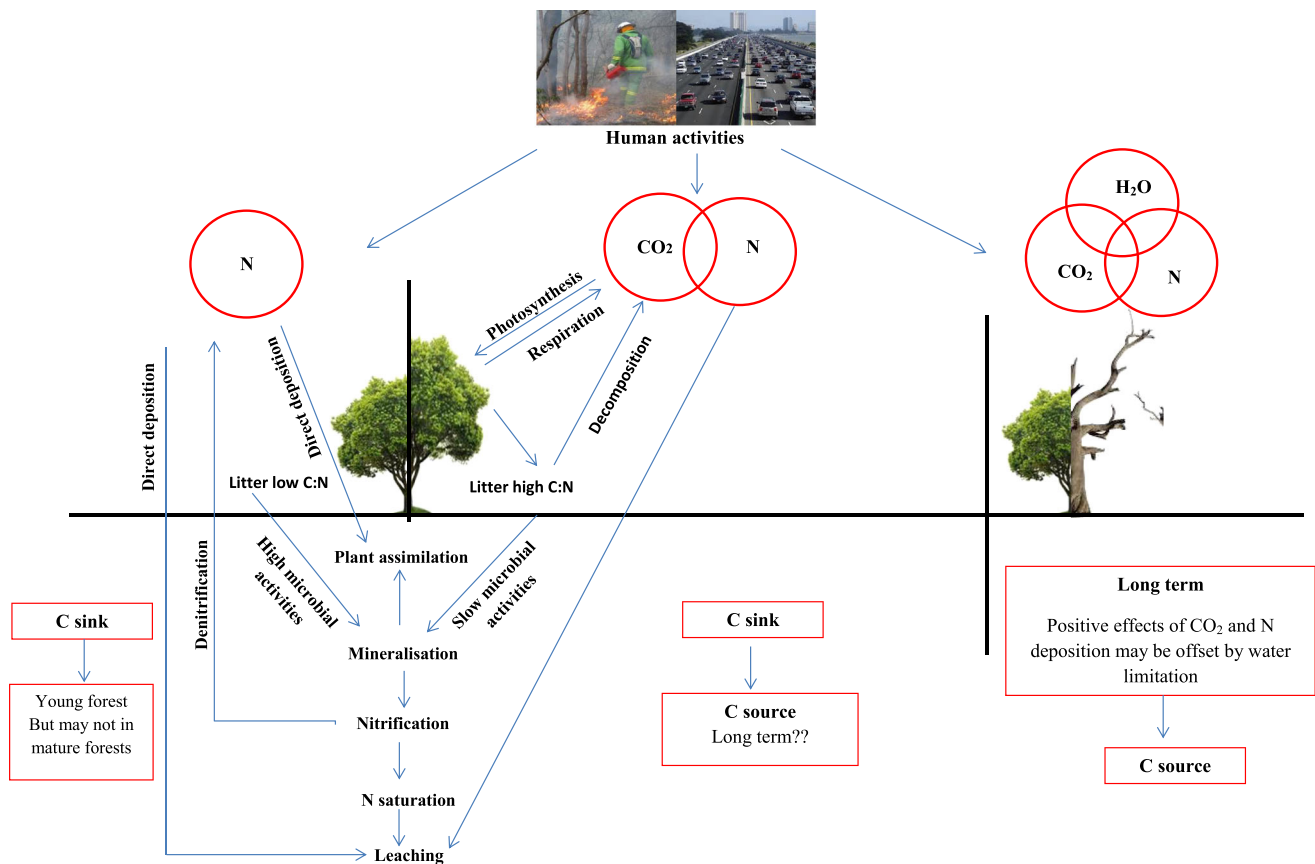 Human activities
N
CO₂
N
H₂O
CO₂
N
Photosynthesis
Respiration
Decomposition
Direct deposition
Direct deposition
Denitrification
Litter low C:N
Litter high C:N
High microbial
activities
Slow microbial
activities
Plant assimilation
Mineralisation
Nitrification
N saturation
Leaching
C sink
Young forest
But may not in
mature forests
C sink
C source
Long term??
Long term
Positive effects of CO₂ and N
deposition may be offset by water
limitation
C source